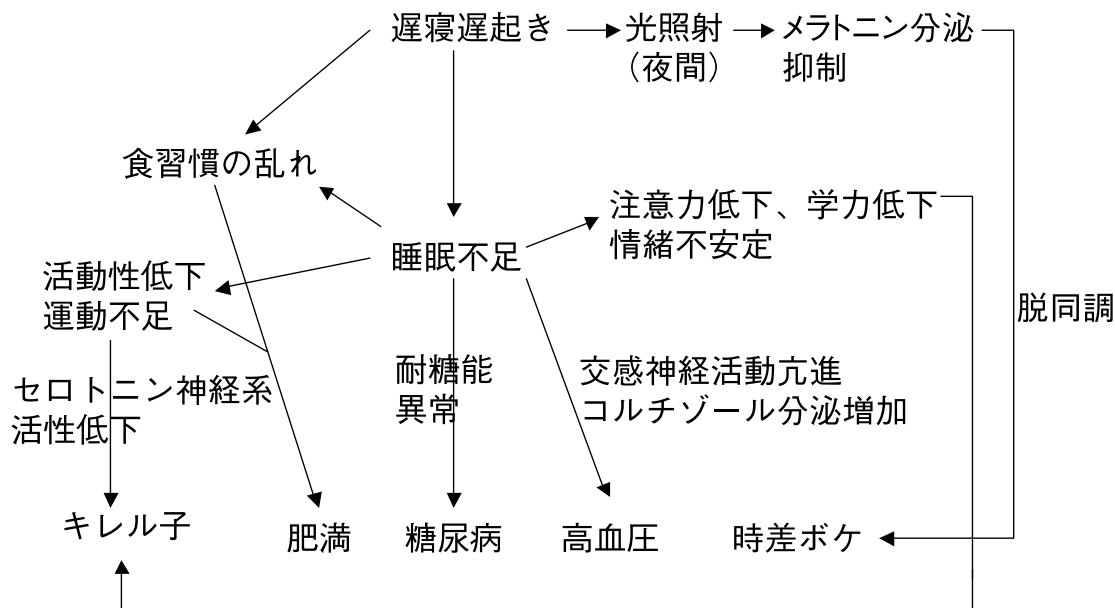 遅寝遅起き
光照射
（夜間）
メラトニン分泌
抑制
食習慣の乱れ
注意力低下、学力低下
情緒不安定
睡眠不足
活動性低下
運動不足
脱同調
セロトニン神経系
活性低下
耐糖能
異常
交感神経活動亢進
コルチゾール分泌増加
キレル子
肥満
糖尿病
高血圧
時差ボケ